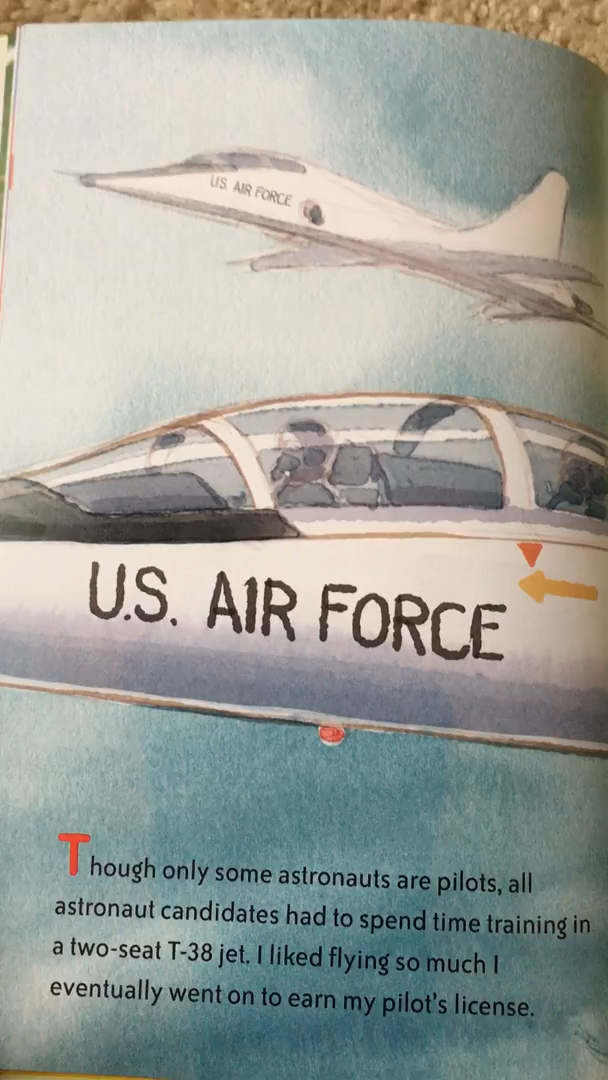 U.S. AIR FORCE
U.S. AIR FORCE
Though only some astronauts are pilots, all
astronaut candidates had to spend time training in
a two-seat T-38 jet. I liked flying so much I
eventually went on to earn my pilot's license.